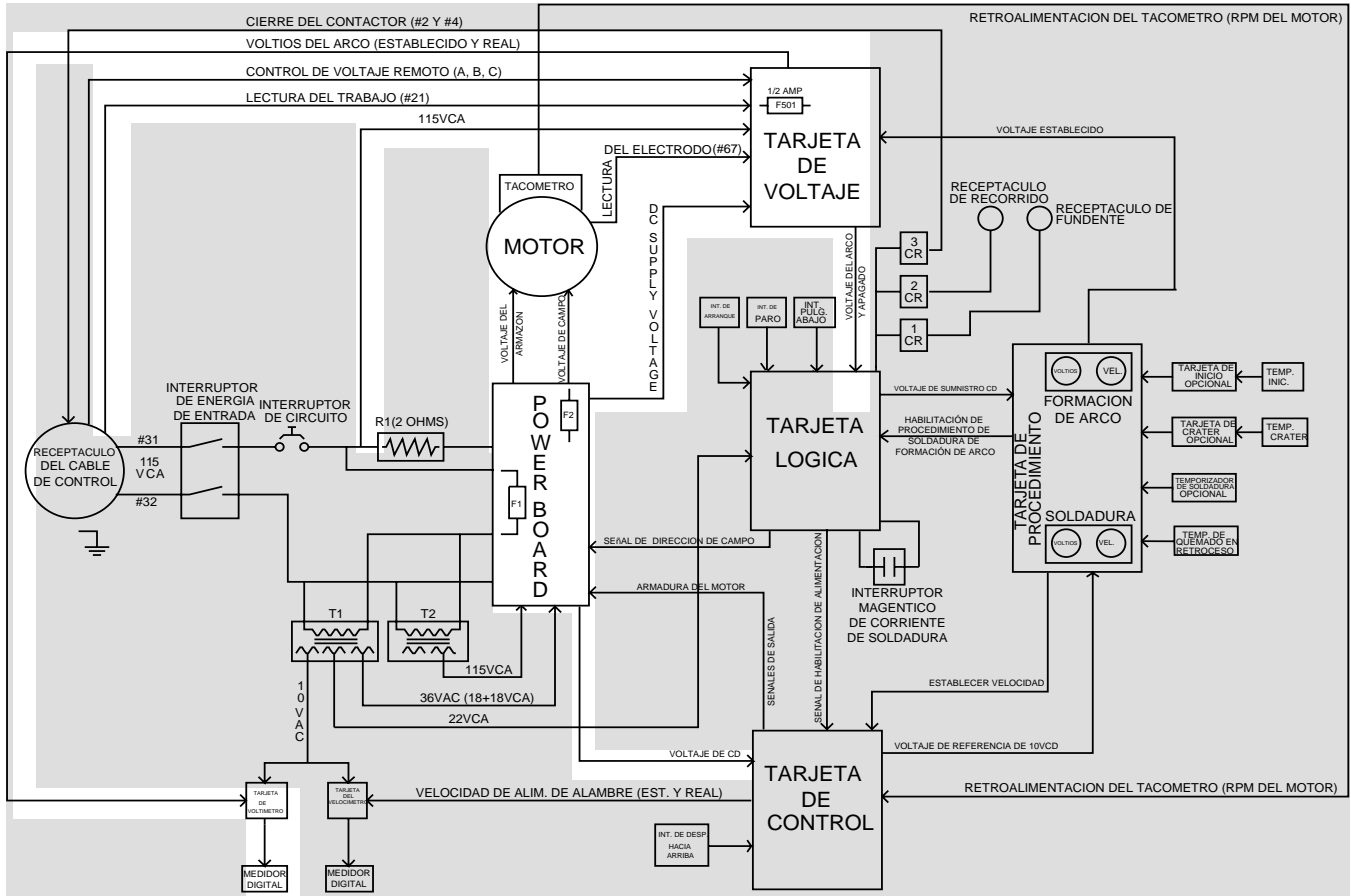 CIERRE DEL CONTACTOR (#2 Y #4)
RETROALIMENTACION DEL TACOMETRO (RPM DEL MOTOR)
VOLTIOS DEL ARCO (ESTABLECIDO Y REAL)
CONTROL DE VOLTAJE REMOTO (A, B, C)
LECTURA DEL TRABAJO (#21)
115VCA
1/2 AMP
F501
TARJETA
DE
VOLTAJE
VOLTAJE ESTABLECIDO
LECTURA
DEL ELECTRODO(#67)
TACOMETRO
MOTOR
DC SUPPLY VOLTAGE
RECEPTACULO
DE RECORRIDO
RECEPTACULO DE
FUNDENTE
3
CR
2
CR
1
CR
VOLTAJE DEL ARCO
Y APAGADO
INT. DE
ARRANQUE
INT. DE
PARO
INT.
PULG.
ABAJO
VOLTAJE DEL
ARMAZON
VOLTAJE DE CAMPO
INTERRUPTOR
DE ENERGIA
DE ENTRADA
INTERRUPTOR
DE CIRCUITO
R1(2 OHMS)
F2
POWER BOARD
F1
RECEPTACULO
DEL CABLE
DE CONTROL
#31
115
VCA
#32
TARJETA
LOGICA
VOLTAJE DE SUMNISTRO CD
HABILITACIÓN DE
PROCEDIMIENTO DE
SOLDADURA DE
FORMACIÓN DE ARCO
TARJETA DE
PROCEDIMIENTO
VOLTIOS
VEL.
FORMACION
DE ARCO
SOLDADURA
VOLTIOS
VEL.
TARJETA DE
INICIO
OPCIONAL
TEMP.
INIC.
TARJETA DE
CRATER
OPCIONAL
TEMP.
CRATER
TEMPORIZADOR
DE SOLDADURA
OPCIONAL
TEMP. DE
QUEMADO EN
RETROCESO
SEñAL DE DIRECCION DE CAMPO
ARMADURA DEL MOTOR
SENALES DE SALIDA
SENAL DE HABILITACION DE ALIMENTACION
INTERRUPTOR
MAGENTICO
DE CORRIENTE
DE SOLDADURA
T1
T2
115VCA
36VAC (18+18VCA)
22VCA
10 VAC
ESTABLECER VELOCIDAD
VOLTAJE DE CD
VOLTAJE DE REFERENCIA DE 10VCD
TARJETA
DE
CONTROL
TARJETA
DE
VOLTIMETRO
TARJETA
DEL
VELOCIMETRO
VELOCIDAD DE ALIM. DE ALAMBRE (EST. Y REAL)
RETROALIMENTACION DEL TACOMETRO (RPM DEL MOTOR)
INT. DE DESP.
HACIA
ARRIBA
MEDIDOR
DIGITAL
MEDIDOR
DIGITAL